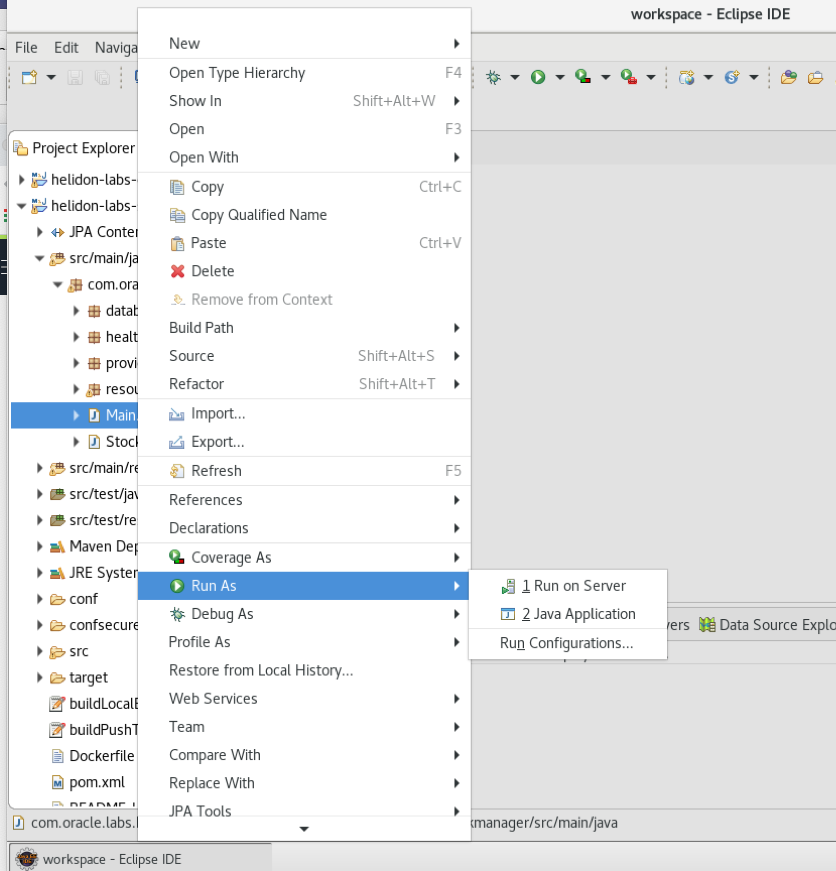 workspace - Eclipse IDE
File Edit Naviga
Project Explorer
helidon-labs-
helidon-labs-
JPA Conter
src/main/ja
com.ora
datab
healt
provi
resou
Main.
Stock
src/main/re
src/test/jav
src/test/re
Maven Dep
JRE System
conf
confsecure
src
target
buildLocalE
buildPushT
Dockerfile
pom.xml
New
Open Type Hierarchy F4
Show In Shift+Alt+W
Open F3
Open With
Copy Ctrl+C
Copy Qualified Name
Paste Ctrl+V
Delete
Remove from Context
Build Path
Source Shift+Alt+S
Refactor Shift+Alt+T
Import...
Export...
Refresh F5
References
Declarations
Coverage As
Run As
Debug As
Profile As
Restore from Local History...
Web Services
Team
Compare With
Replace With
JPA Tools
1 Run on Server
2 Java Application
Run Configurations...
vers Data Source Explo
com.oracle.labs. kmanager/src/main/java
workspace - Eclipse IDE